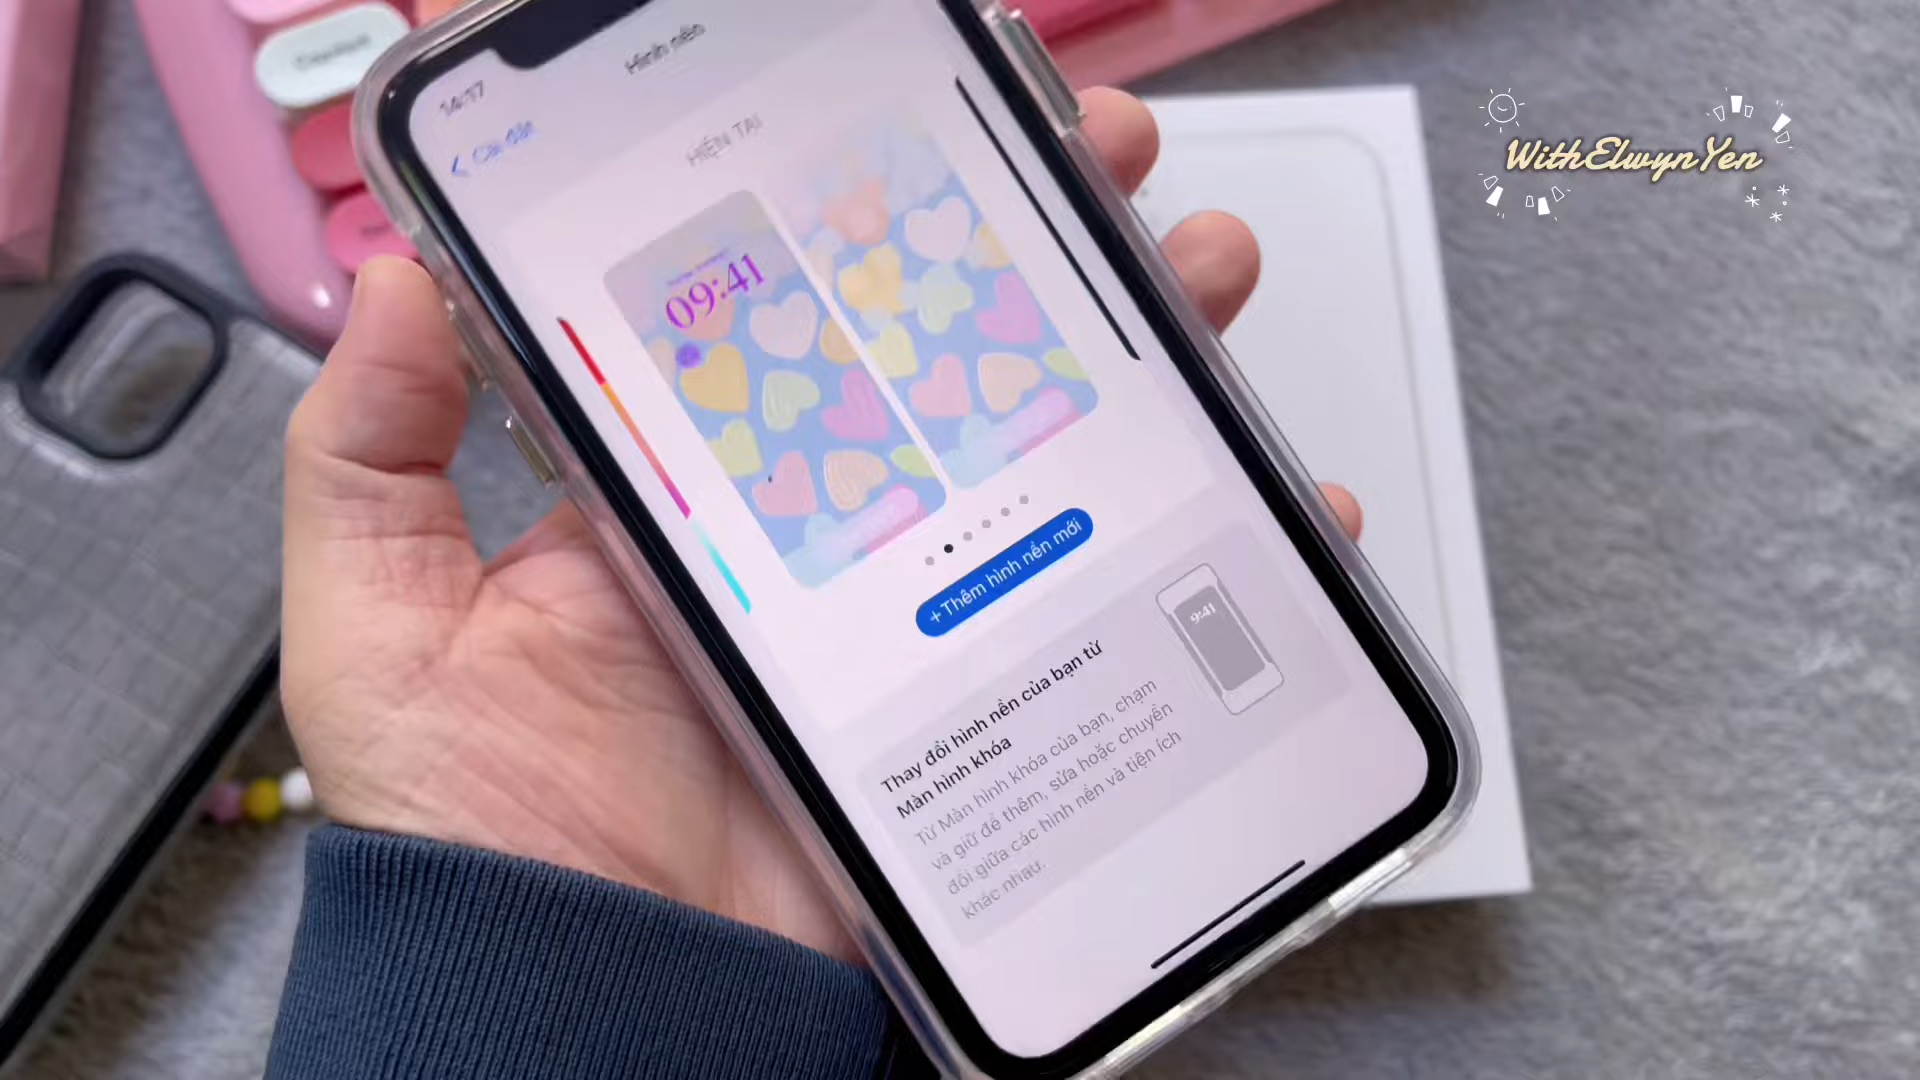 WithElwynYen
Hình nền
14:17
Cài đặt
HIỆN TẠI
09:41
+ Thêm hình nền mới
9:41
Thay đổi hình nền của bạn từ
Màn hình khóa
Từ Màn hình khóa của bạn, chạm
và giữ để thêm, sửa hoặc chuyển
đổi giữa các hình nền và tiện ích
khác nhau.